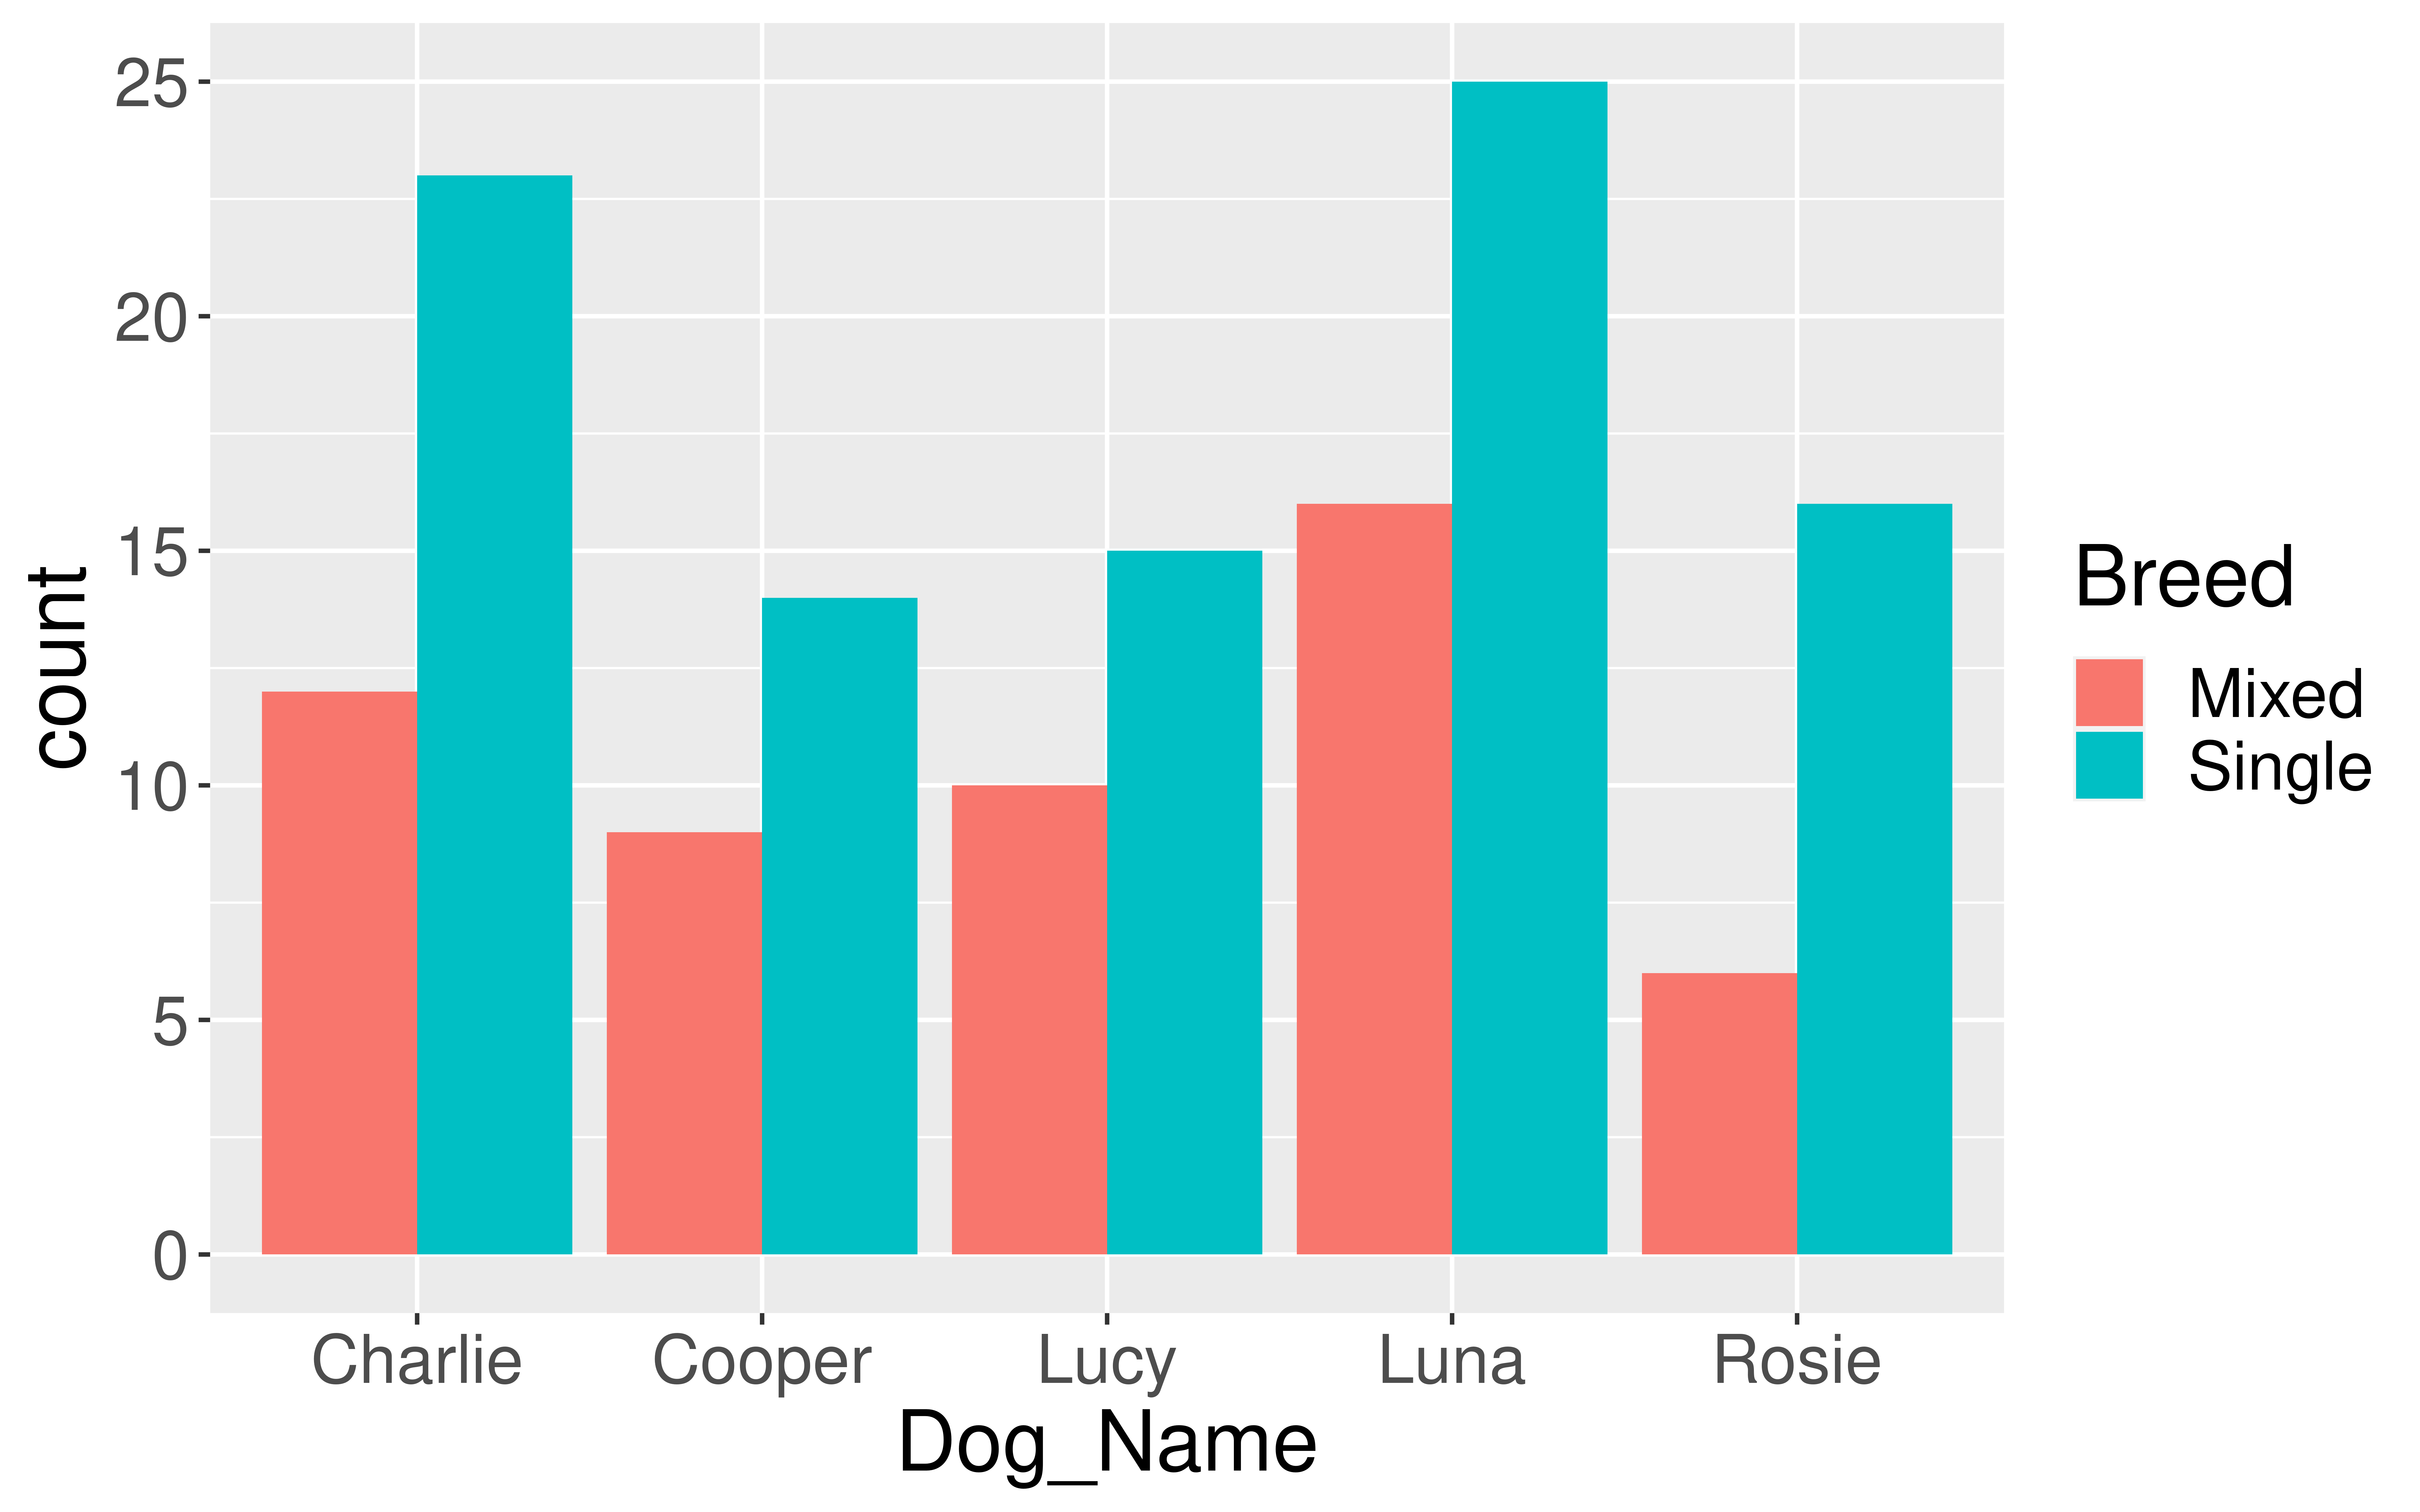 25
20
15
10
5
0
count
Charlie
Cooper
Lucy
Luna
Rosie
Dog_Name
Breed
Mixed
Single